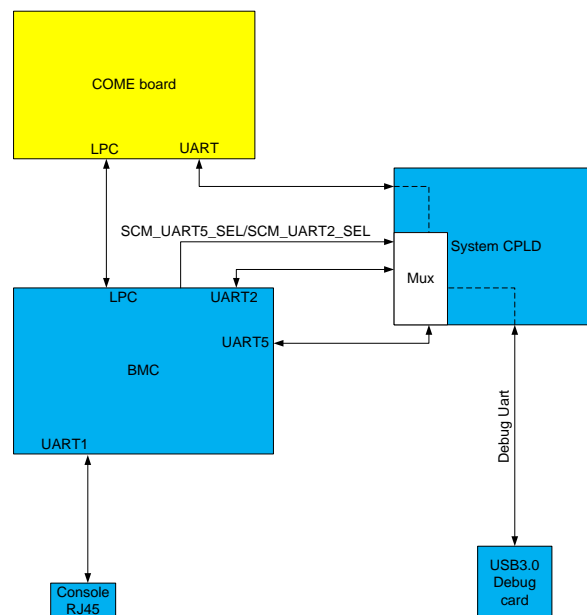 COME board
LPC
UART
SCM_UART5_SEL/SCM_UART2_SEL
System CPLD
Mux
LPC
UART2
UART5
BMC
UART1
Debug Uart
Console
RJ45
USB3.0
Debug
card